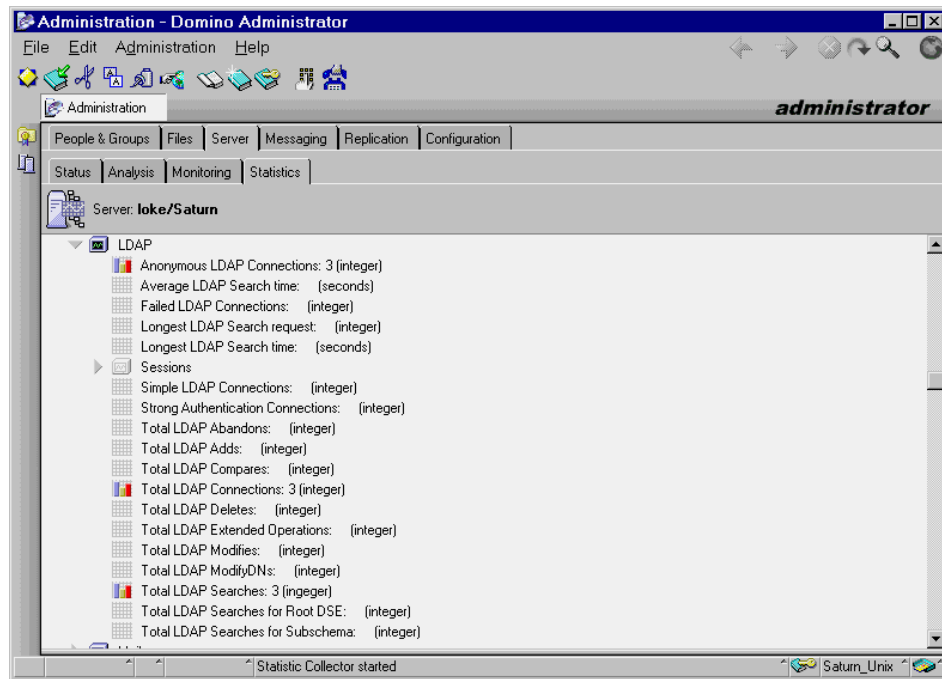 Administration - Domino Administrator
File Edit Administration Help
Administration
administrator
People & Groups Files Server Messaging Replication Configuration
Status Analysis Monitoring Statistics
Server: loke/Saturn
LDAP
Anonymous LDAP Connections: 3 (integer)
Average LDAP Search time: (seconds)
Failed LDAP Connections: (integer)
Longest LDAP Search request: (integer)
Longest LDAP Search time: (seconds)
Sessions
Simple LDAP Connections: (integer)
Strong Authentication Connections: (integer)
Total LDAP Abandons: (integer)
Total LDAP Adds: (integer)
Total LDAP Compares: (integer)
Total LDAP Connections: 3 (integer)
Total LDAP Deletes: (integer)
Total LDAP Extended Operations: (integer)
Total LDAP Modifies: (integer)
Total LDAP ModifyDNs: (integer)
Total LDAP Searches: 3 (ingeger)
Total LDAP Searches for Root DSE: (integer)
Total LDAP Searches for Subschema: (integer)
Statistic Collector started
Saturn_Unix